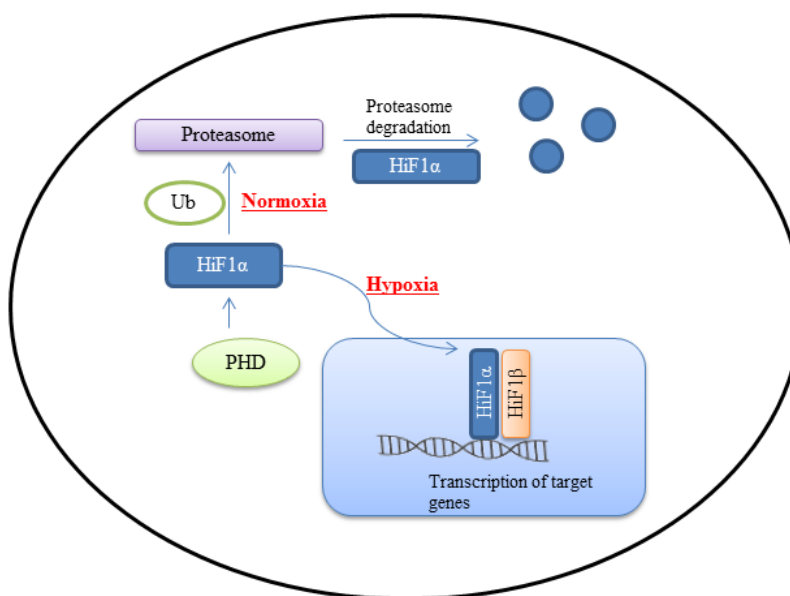 Proteasome
Proteasome
degradation
HiF1α
Ub
Normoxia
HiF1α
Hypoxia
PHD
HiF1α
HiF1β
Transcription of target
genes